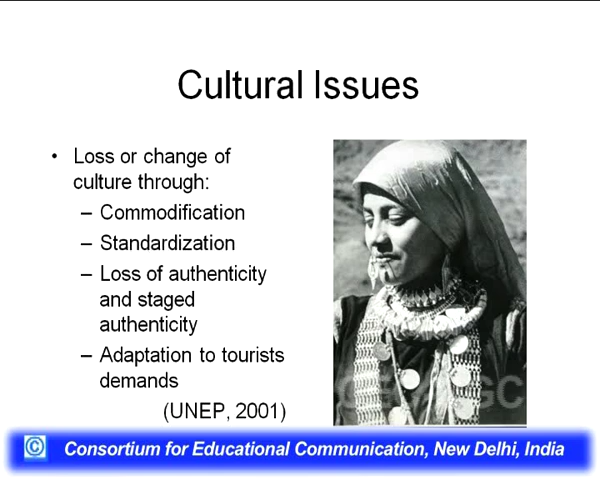 Cultural Issues
• Loss or change of
culture through:
– Commodification
– Standardization
– Loss of authenticity
and staged
authenticity
– Adaptation to tourists
demands
(UNEP, 2001)
© Consortium for Educational Communication, New Delhi, India